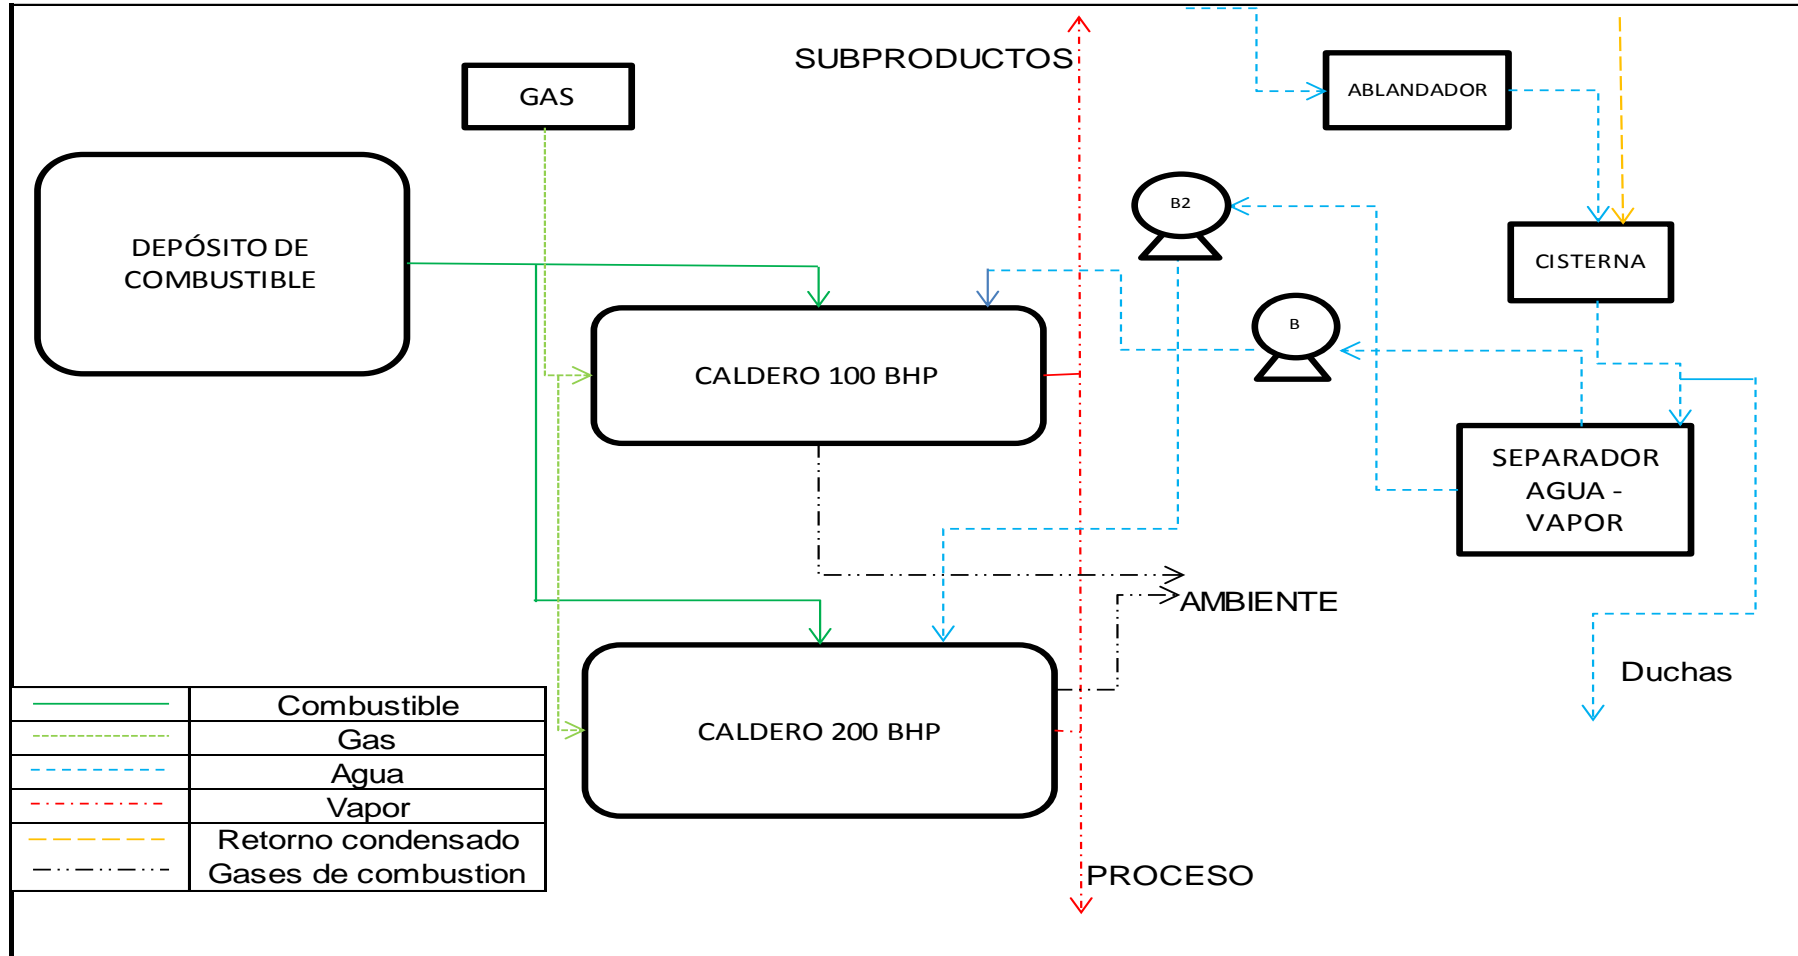 SUBPRODUCTOS
GAS
ABLANDADOR
DEPÓSITO DE
COMBUSTIBLE
B2
CISTERNA
B
CALDERO 100 BHP
SEPARADOR
AGUA -
VAPOR
AMBIENTE
Duchas
CALDERO 200 BHP
Combustible
Gas
Agua
Vapor
Retorno condensado
Gases de combustion
PROCESO